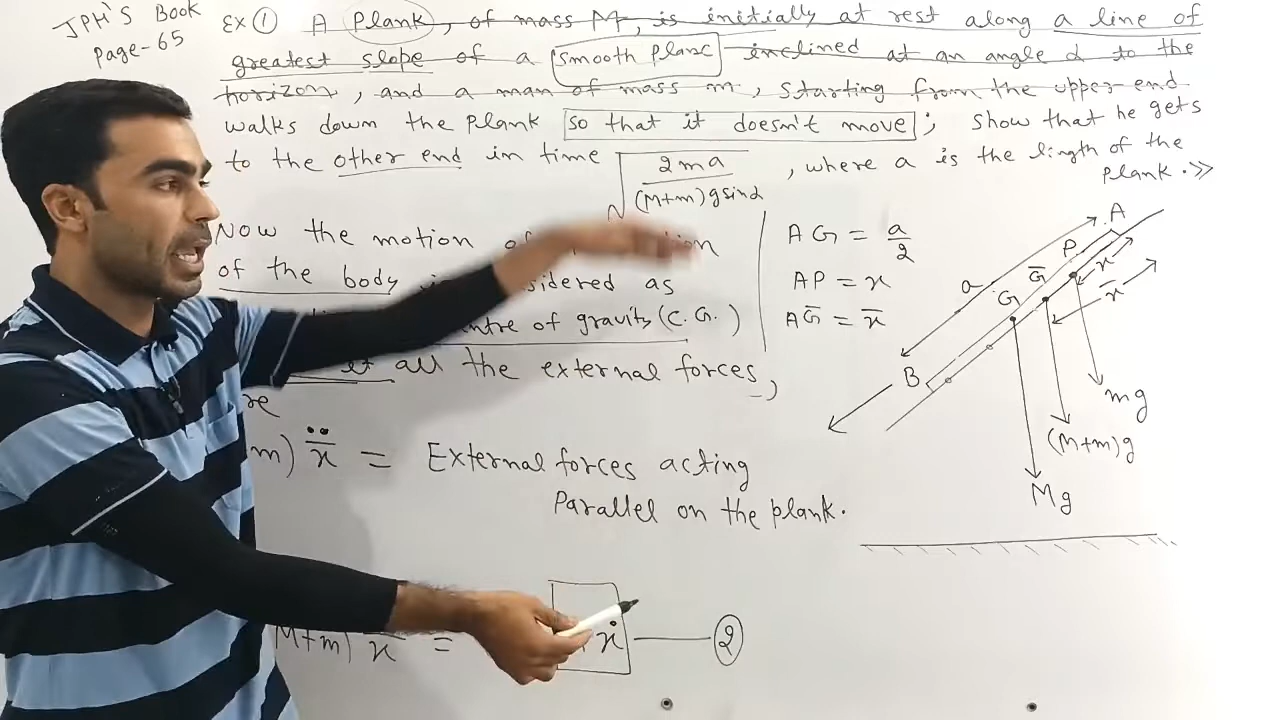 JPH'S Book
Page-65
Ex ① A Plank, of mass M, is initially at rest along a line of
greatest slope of a smooth plane inclined at an angle α to the
horizon, and a man of mass m, starting from the upper end
walks down the plank so that it doesn't move; show that he gets
to the other end in time √(2ma/(M+m)g sinα), where a is the length of the
plank.>>
Now the motion
of the body considered as
centre of gravity (C.G.)
all the external forces,
AG = a/2
AP = x
AḠ = x̄
A
P
x
Ḡ
x̄
G
a
B
mg
(M+m)g
Mg
m) ẍ̄ = External forces acting
Parallel on the plank.
M+m) x̄ =
ẋ
②